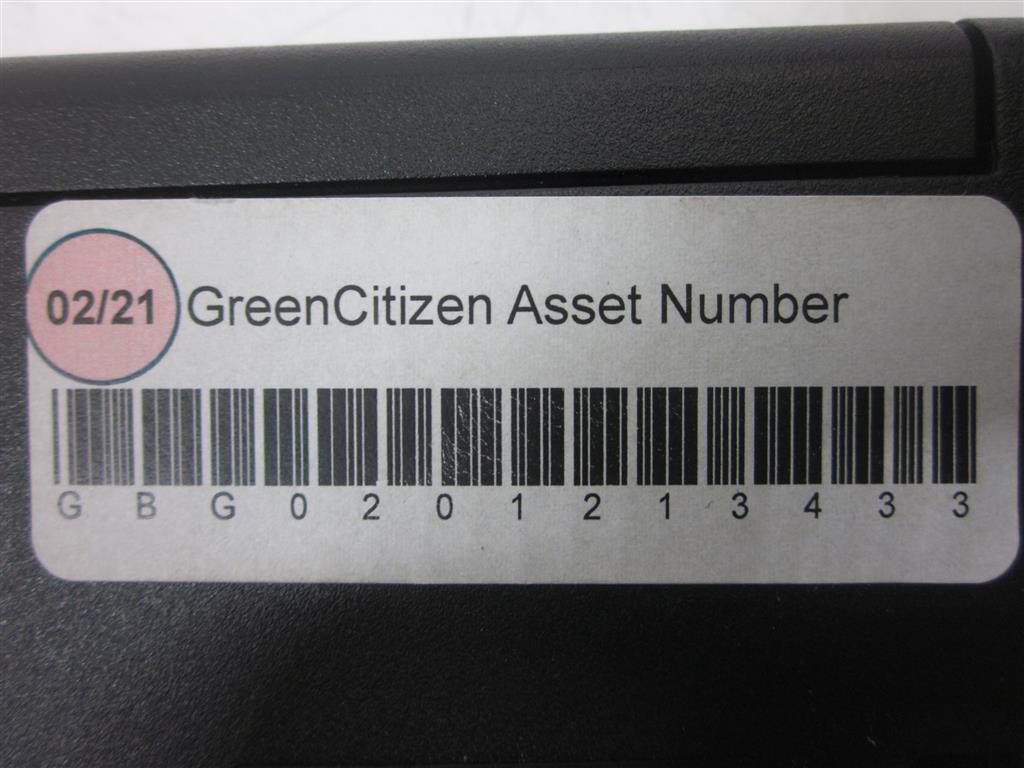 02/21 GreenCitizen Asset Number
G B G 0 2 0 1 2 1 3 4 3 3